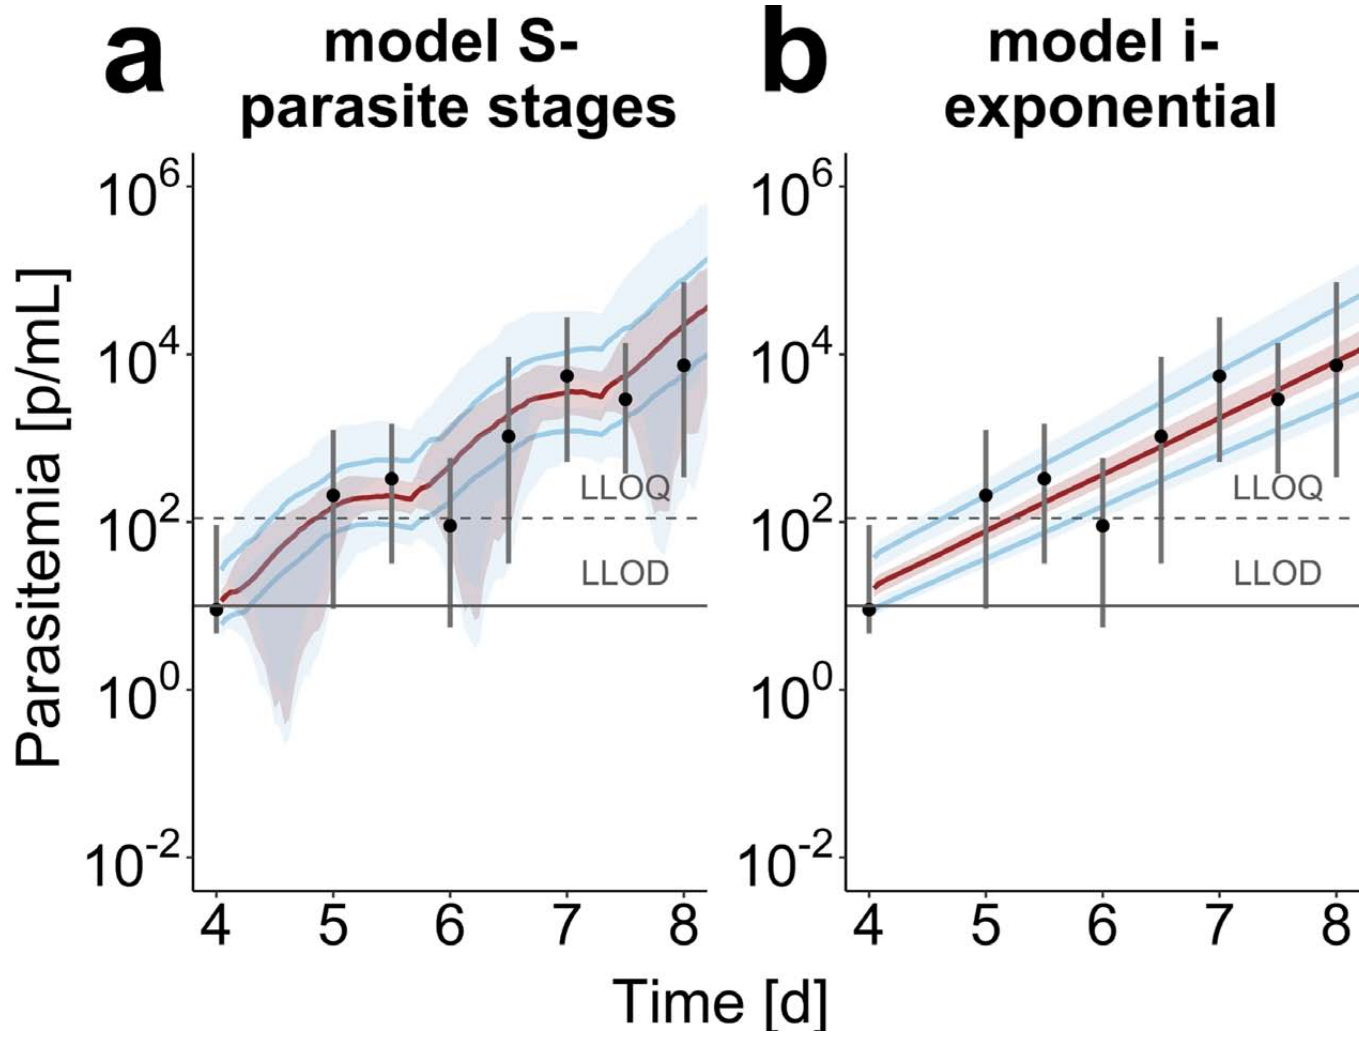 a
model S-
parasite stages
b
model i-
exponential
Parasitemia [p/mL]
10^6
10^4
10^2
10^0
10^-2
LLOQ
LLOD
4 5 6 7 8
10^6
10^4
10^2
10^0
10^-2
LLOQ
LLOD
4 5 6 7 8
Time [d]